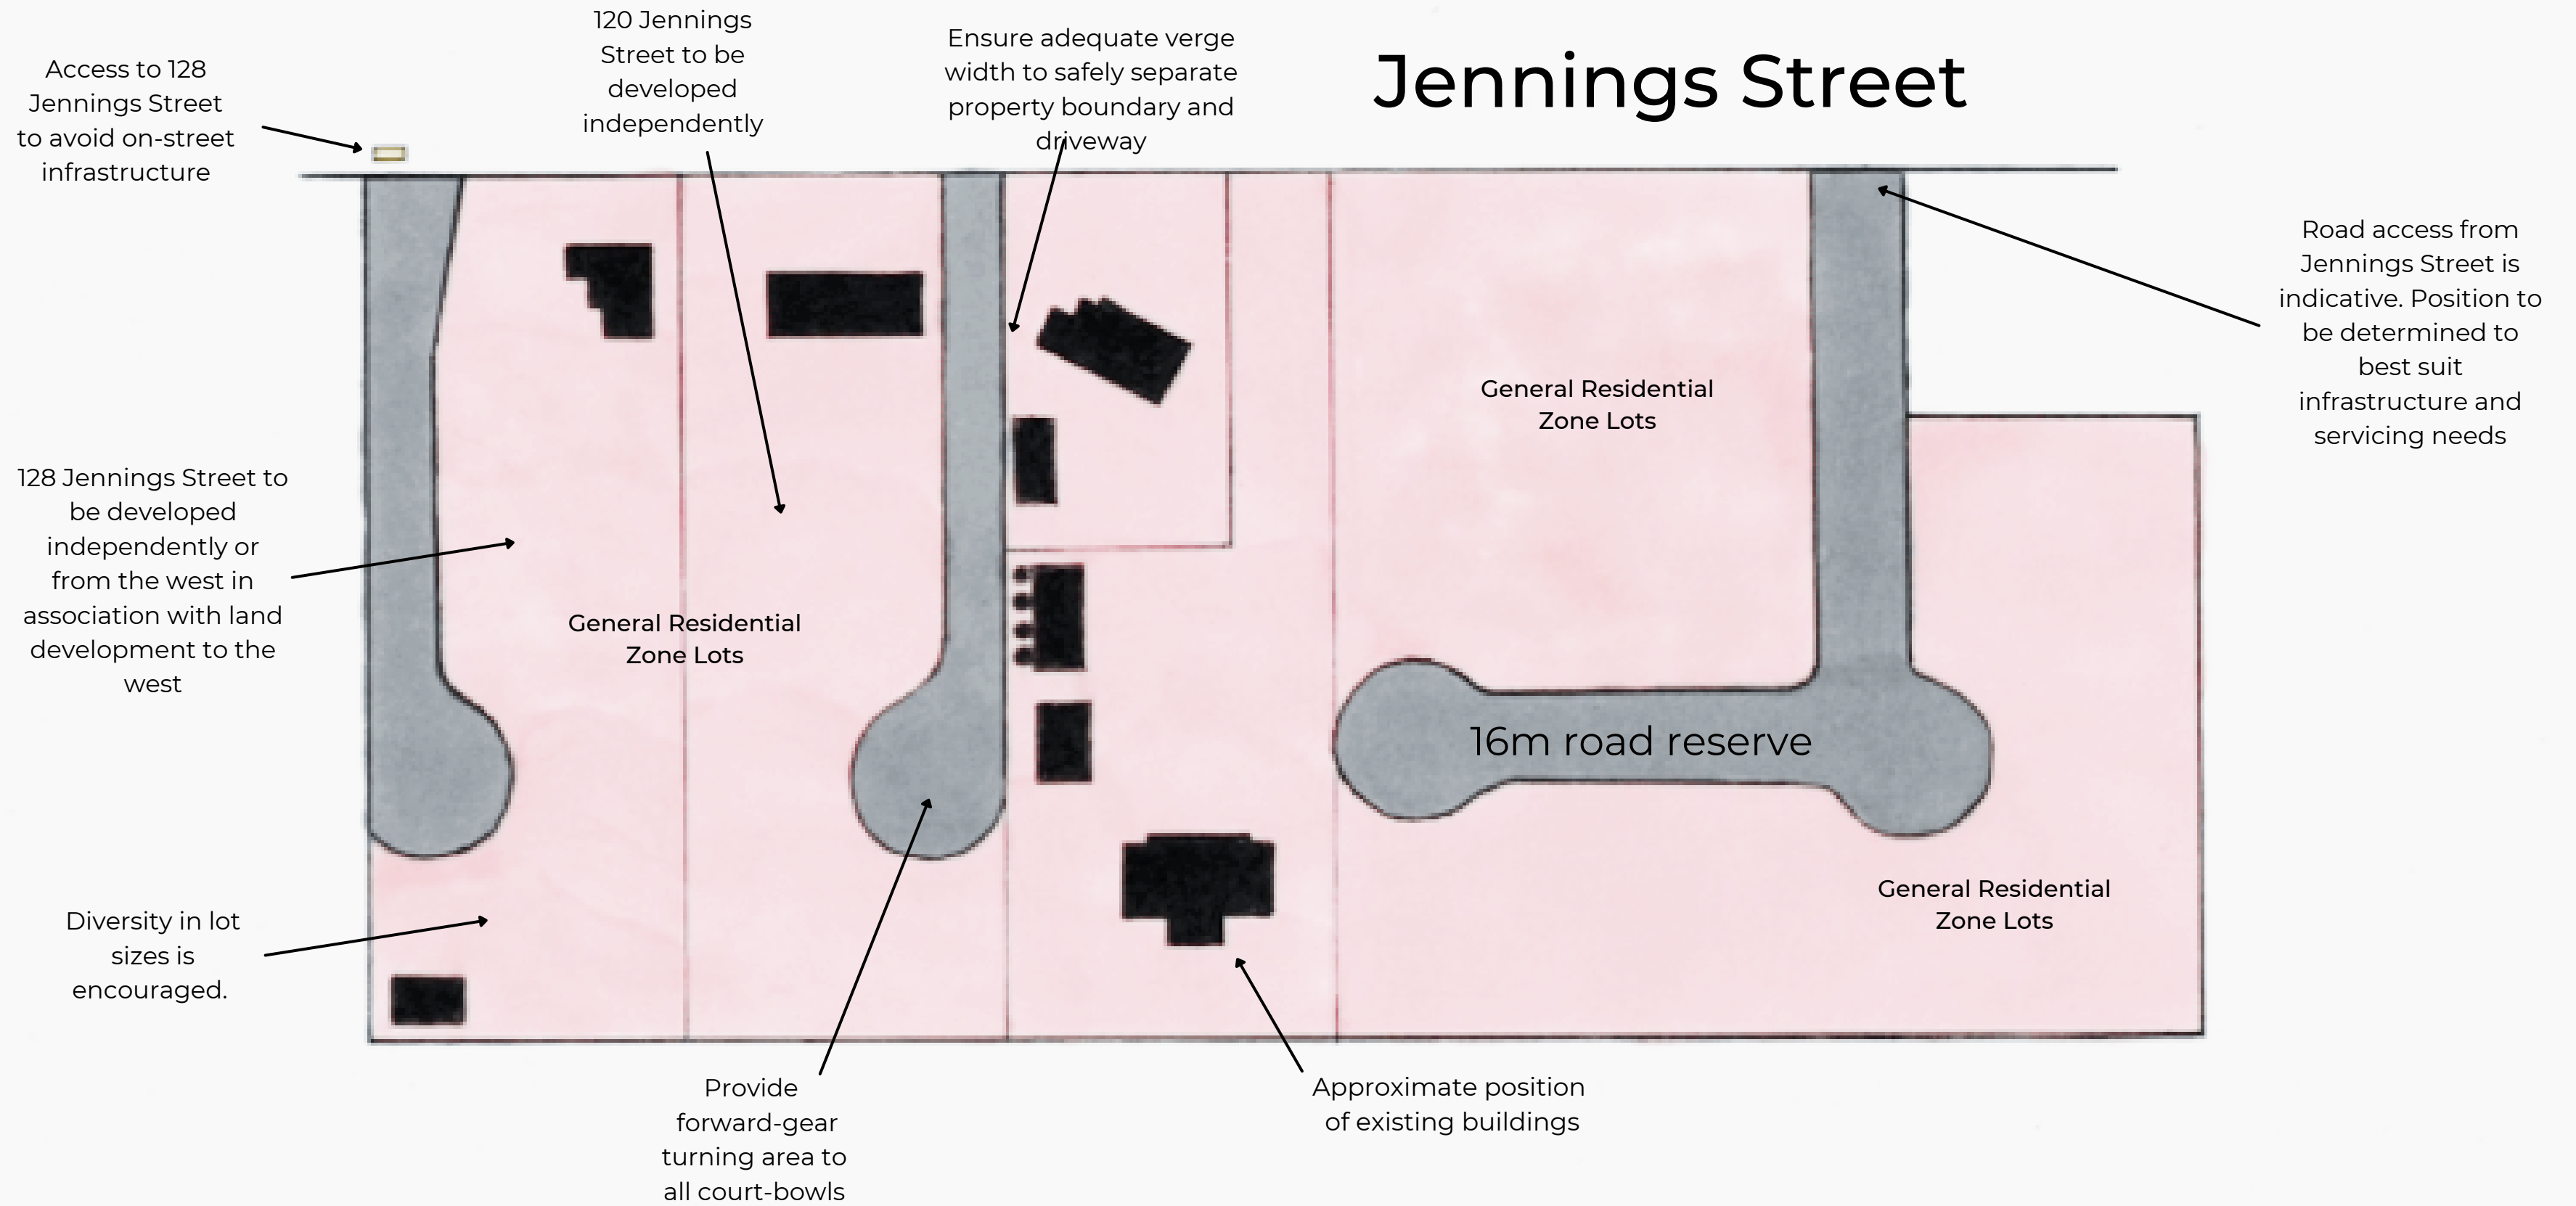 120 Jennings
Street to be
developed
independently
Ensure adequate verge
width to safely separate
property boundary and
driveway
Jennings Street
Access to 128
Jennings Street
to avoid on-street
infrastructure
Road access from
Jennings Street is
indicative. Position to
be determined to
best suit
infrastructure and
servicing needs
General Residential
Zone Lots
128 Jennings Street to
be developed
independently or
from the west in
association with land
development to the
west
General Residential
Zone Lots
16m road reserve
General Residential
Zone Lots
Diversity in lot
sizes is
encouraged.
Provide
forward-gear
turning area to
all court-bowls
Approximate position
of existing buildings